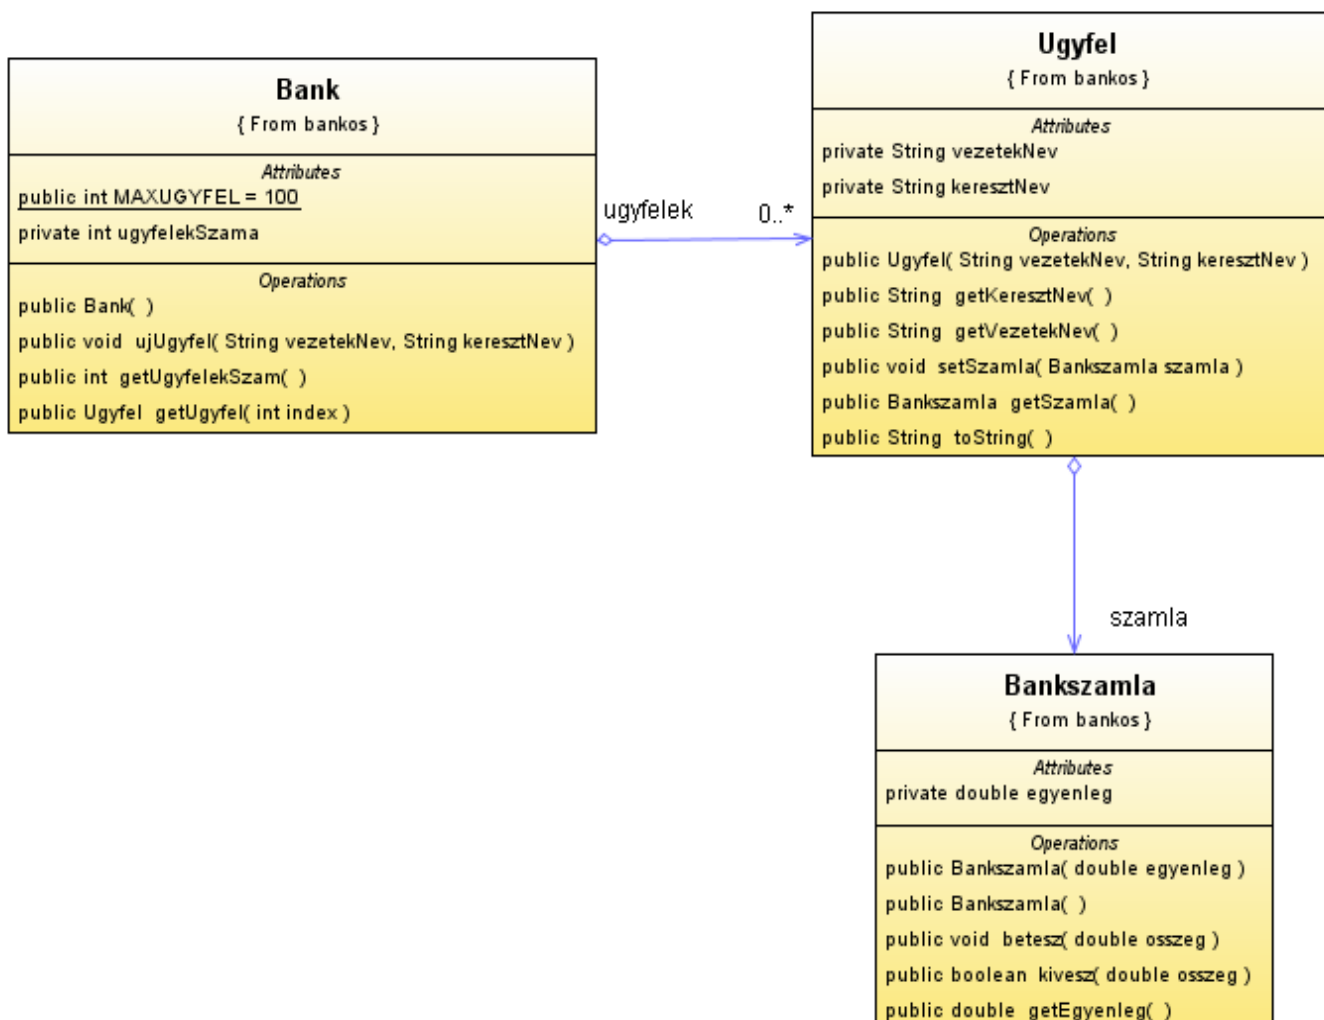 Bank
{ From bankos }
Attributes
public int MAXUGYFEL = 100
private int ugyfelekSzama
Operations
public Bank( )
public void ujUgyfel( String vezetekNev, String keresztNev )
public int getUgyfelekSzam( )
public Ugyfel getUgyfel( int index )
ugyfelek
0..*
Ugyfel
{ From bankos }
Attributes
private String vezetekNev
private String keresztNev
Operations
public Ugyfel( String vezetekNev, String keresztNev )
public String getKeresztNev( )
public String getVezetekNev( )
public void setSzamla( Bankszamla szamla )
public Bankszamla getSzamla( )
public String toString( )
szamla
Bankszamla
{ From bankos }
Attributes
private double egyenleg
Operations
public Bankszamla( double egyenleg )
public Bankszamla( )
public void betesz( double osszeg )
public boolean kivesz( double osszeg )
public double getEgyenleg( )